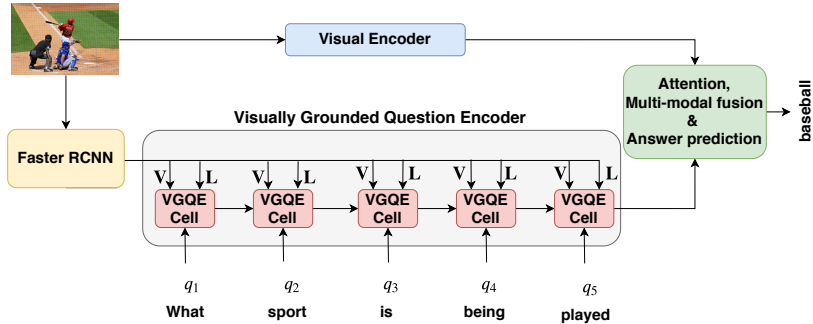 Visual Encoder
Attention,
Multi-modal fusion
&
Answer prediction
baseball
Visually Grounded Question Encoder
Faster RCNN
V L V L V L V L V L
VGQE Cell
VGQE Cell
VGQE Cell
VGQE Cell
VGQE Cell
q1 q2 q3 q4 q5
What sport is being played